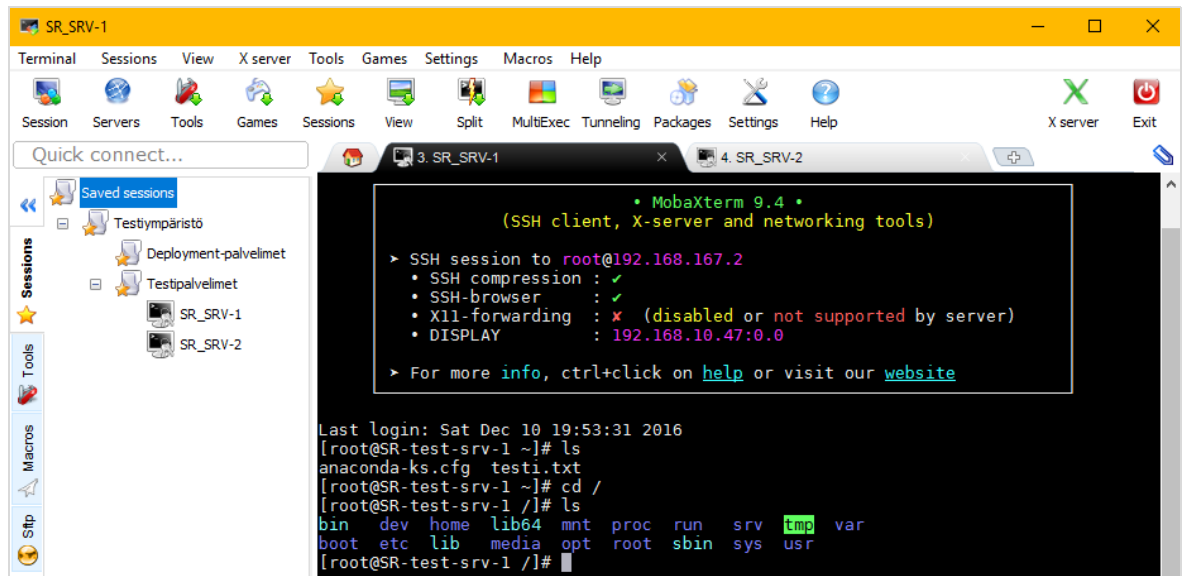 SR_SRV-1
Terminal Sessions View X server Tools Games Settings Macros Help
Session Servers Tools Games Sessions View Split MultiExec Tunneling Packages Settings Help X server Exit
Quick connect...
3. SR_SRV-1
4. SR_SRV-2
Saved sessions
Testiympäristö
Deployment-palvelimet
Testipalvelimet
SR_SRV-1
SR_SRV-2
Sessions
Tools
Macros
Sftp
• MobaXterm 9.4 •
(SSH client, X-server and networking tools)
➤ SSH session to root@192.168.167.2
• SSH compression : ✔
• SSH-browser : ✔
• X11-forwarding : ✘ (disabled or not supported by server)
• DISPLAY : 192.168.10.47:0.0
➤ For more info, ctrl+click on help or visit our website
Last login: Sat Dec 10 19:53:31 2016
[root@SR-test-srv-1 ~]# ls
anaconda-ks.cfg testi.txt
[root@SR-test-srv-1 ~]# cd /
[root@SR-test-srv-1 /]# ls
bin dev home lib64 mnt proc run srv tmp var
boot etc lib media opt root sbin sys usr
[root@SR-test-srv-1 /]#